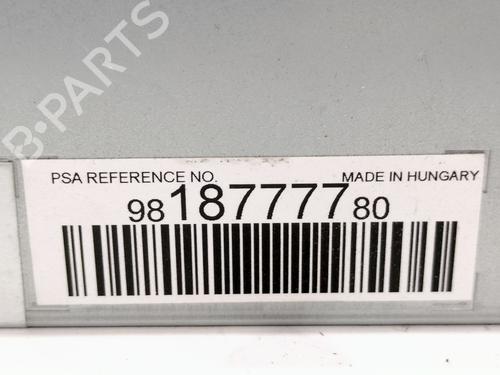 B-PARTS
PSA REFERENCE NO. MADE IN HUNGARY
98 187777 80